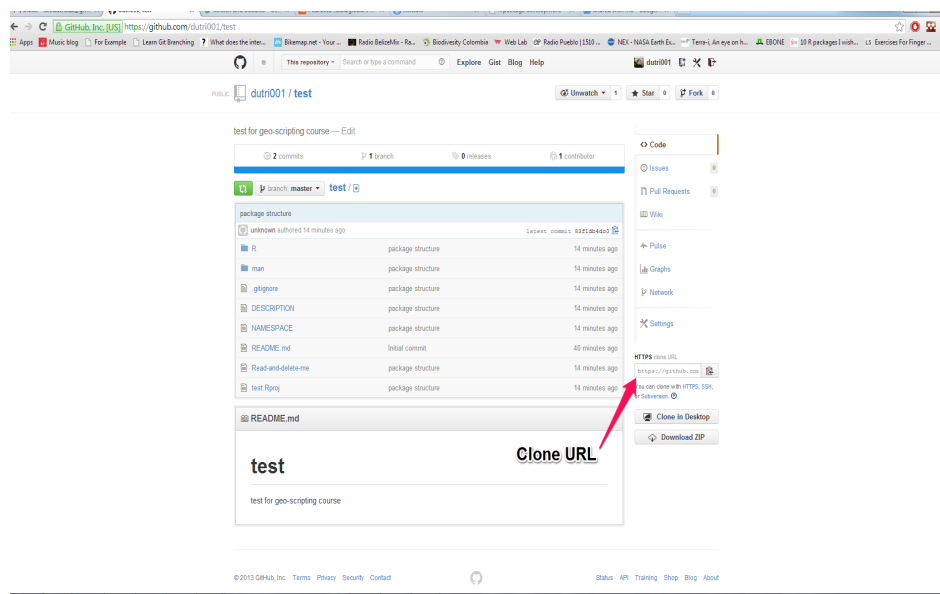 GitHub, Inc. [US] https://github.com/dutri001/test
Apps Music blog For Example Learn Git Branching What does the inter... Bikemap.net - Your ... Radio BelizeMix - Ra... Biodivesity Colombia Web Lab Radio Pueblo | 1510 ... NEX - NASA Earth Ex... Terra-i, An eye on h... EBONE 10 R packages I wish... Exercises For Finger ...
This repository Search or type a command Explore Gist Blog Help dutri001
PUBLIC dutri001 / test Unwatch 1 Star 0 Fork 0
test for geo-scripting course — Edit
2 commits 1 branch 0 releases 1 contributor
branch: master test /
package structure
unknown authored 14 minutes ago latest commit 83f1db4dc0
R package structure 14 minutes ago
man package structure 14 minutes ago
.gitignore package structure 14 minutes ago
DESCRIPTION package structure 14 minutes ago
NAMESPACE package structure 14 minutes ago
README.md Initial commit 40 minutes ago
Read-and-delete-me package structure 14 minutes ago
test.Rproj package structure 14 minutes ago
README.md
test
test for geo-scripting course
Code
Issues 0
Pull Requests 0
Wiki
Pulse
Graphs
Network
Settings
HTTPS clone URL
https://github.com
You can clone with HTTPS, SSH,
or Subversion.
Clone in Desktop
Download ZIP
Clone URL
© 2013 GitHub, Inc. Terms Privacy Security Contact Status API Training Shop Blog About